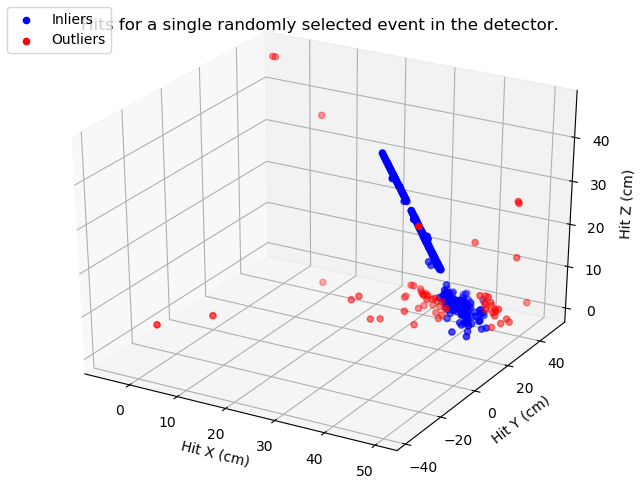 Hits for a single randomly selected event in the detector.
Inliers
Outliers
40
30
20
10
0
Hit Z (cm)
40
20
0
−20
−40
Hit Y (cm)
0
10
20
30
40
50
Hit X (cm)